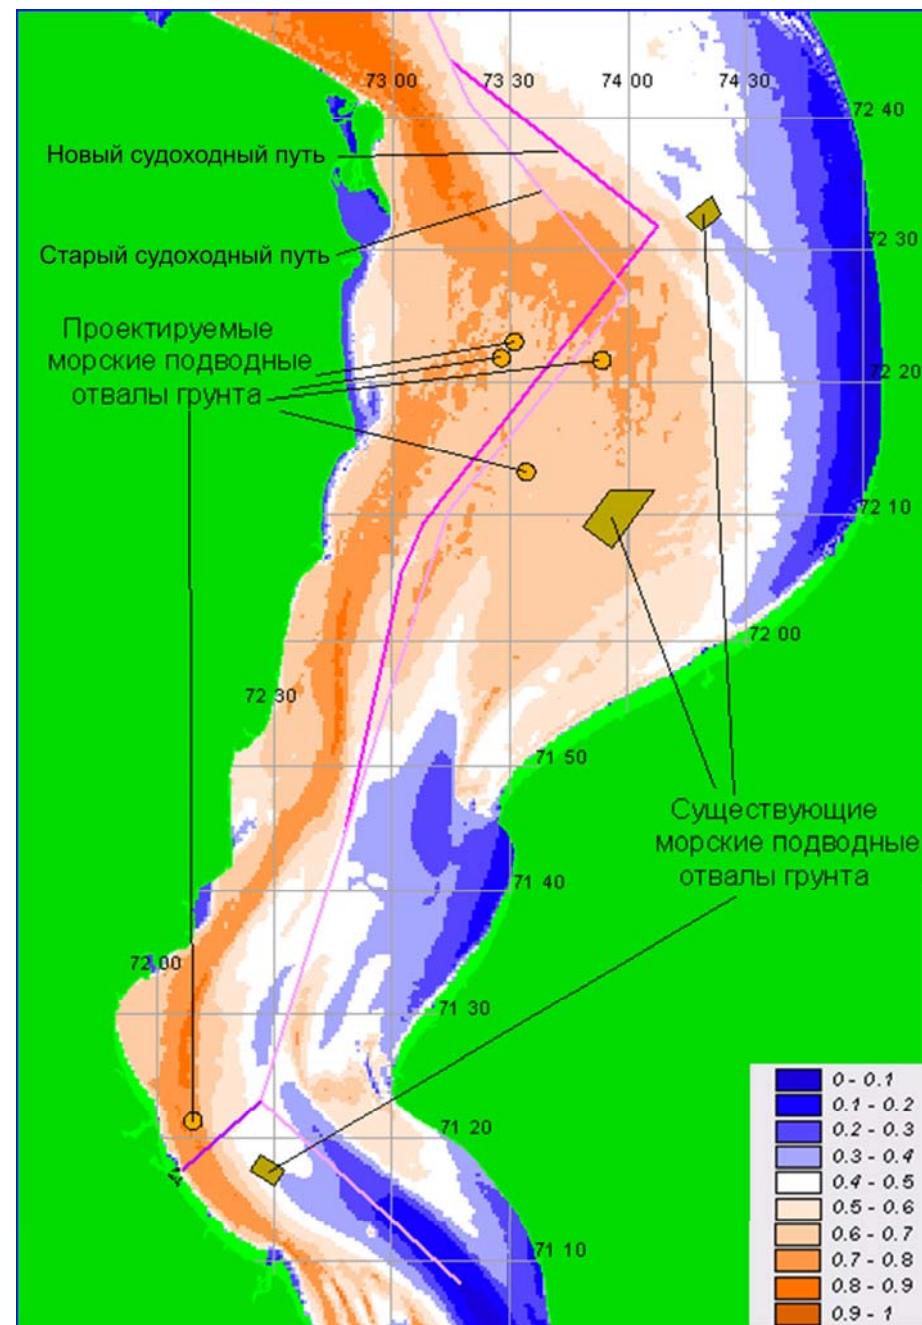 73 00
73 30
74 00
74 30
72 40
Новый судоходный путь
Старый судоходный путь
72 30
Проектируемые
морские подводные
отвалы грунта
72 20
72 10
72 00
72 30
71 50
Существующие
морские подводные
отвалы грунта
71 40
72 00
71 30
71 20
71 10
0 - 0.1
0.1 - 0.2
0.2 - 0.3
0.3 - 0.4
0.4 - 0.5
0.5 - 0.6
0.6 - 0.7
0.7 - 0.8
0.8 - 0.9
0.9 - 1